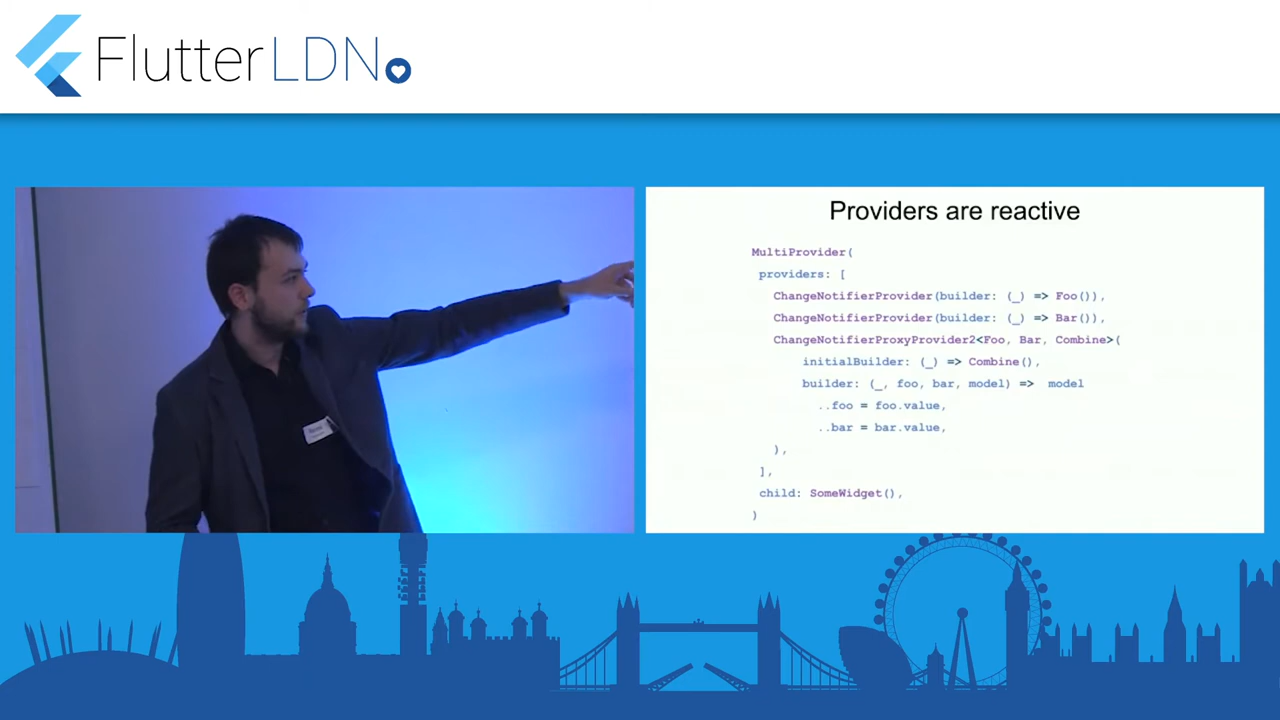 FlutterLDN
Providers are reactive
MultiProvider(
providers: [
ChangeNotifierProvider(builder: (_) => Foo()),
ChangeNotifierProvider(builder: (_) => Bar()),
ChangeNotifierProxyProvider2<Foo, Bar, Combine>(
initialBuilder: (_) => Combine(),
builder: (_, foo, bar, model) => model
..foo = foo.value,
..bar = bar.value,
),
],
child: SomeWidget(),
)